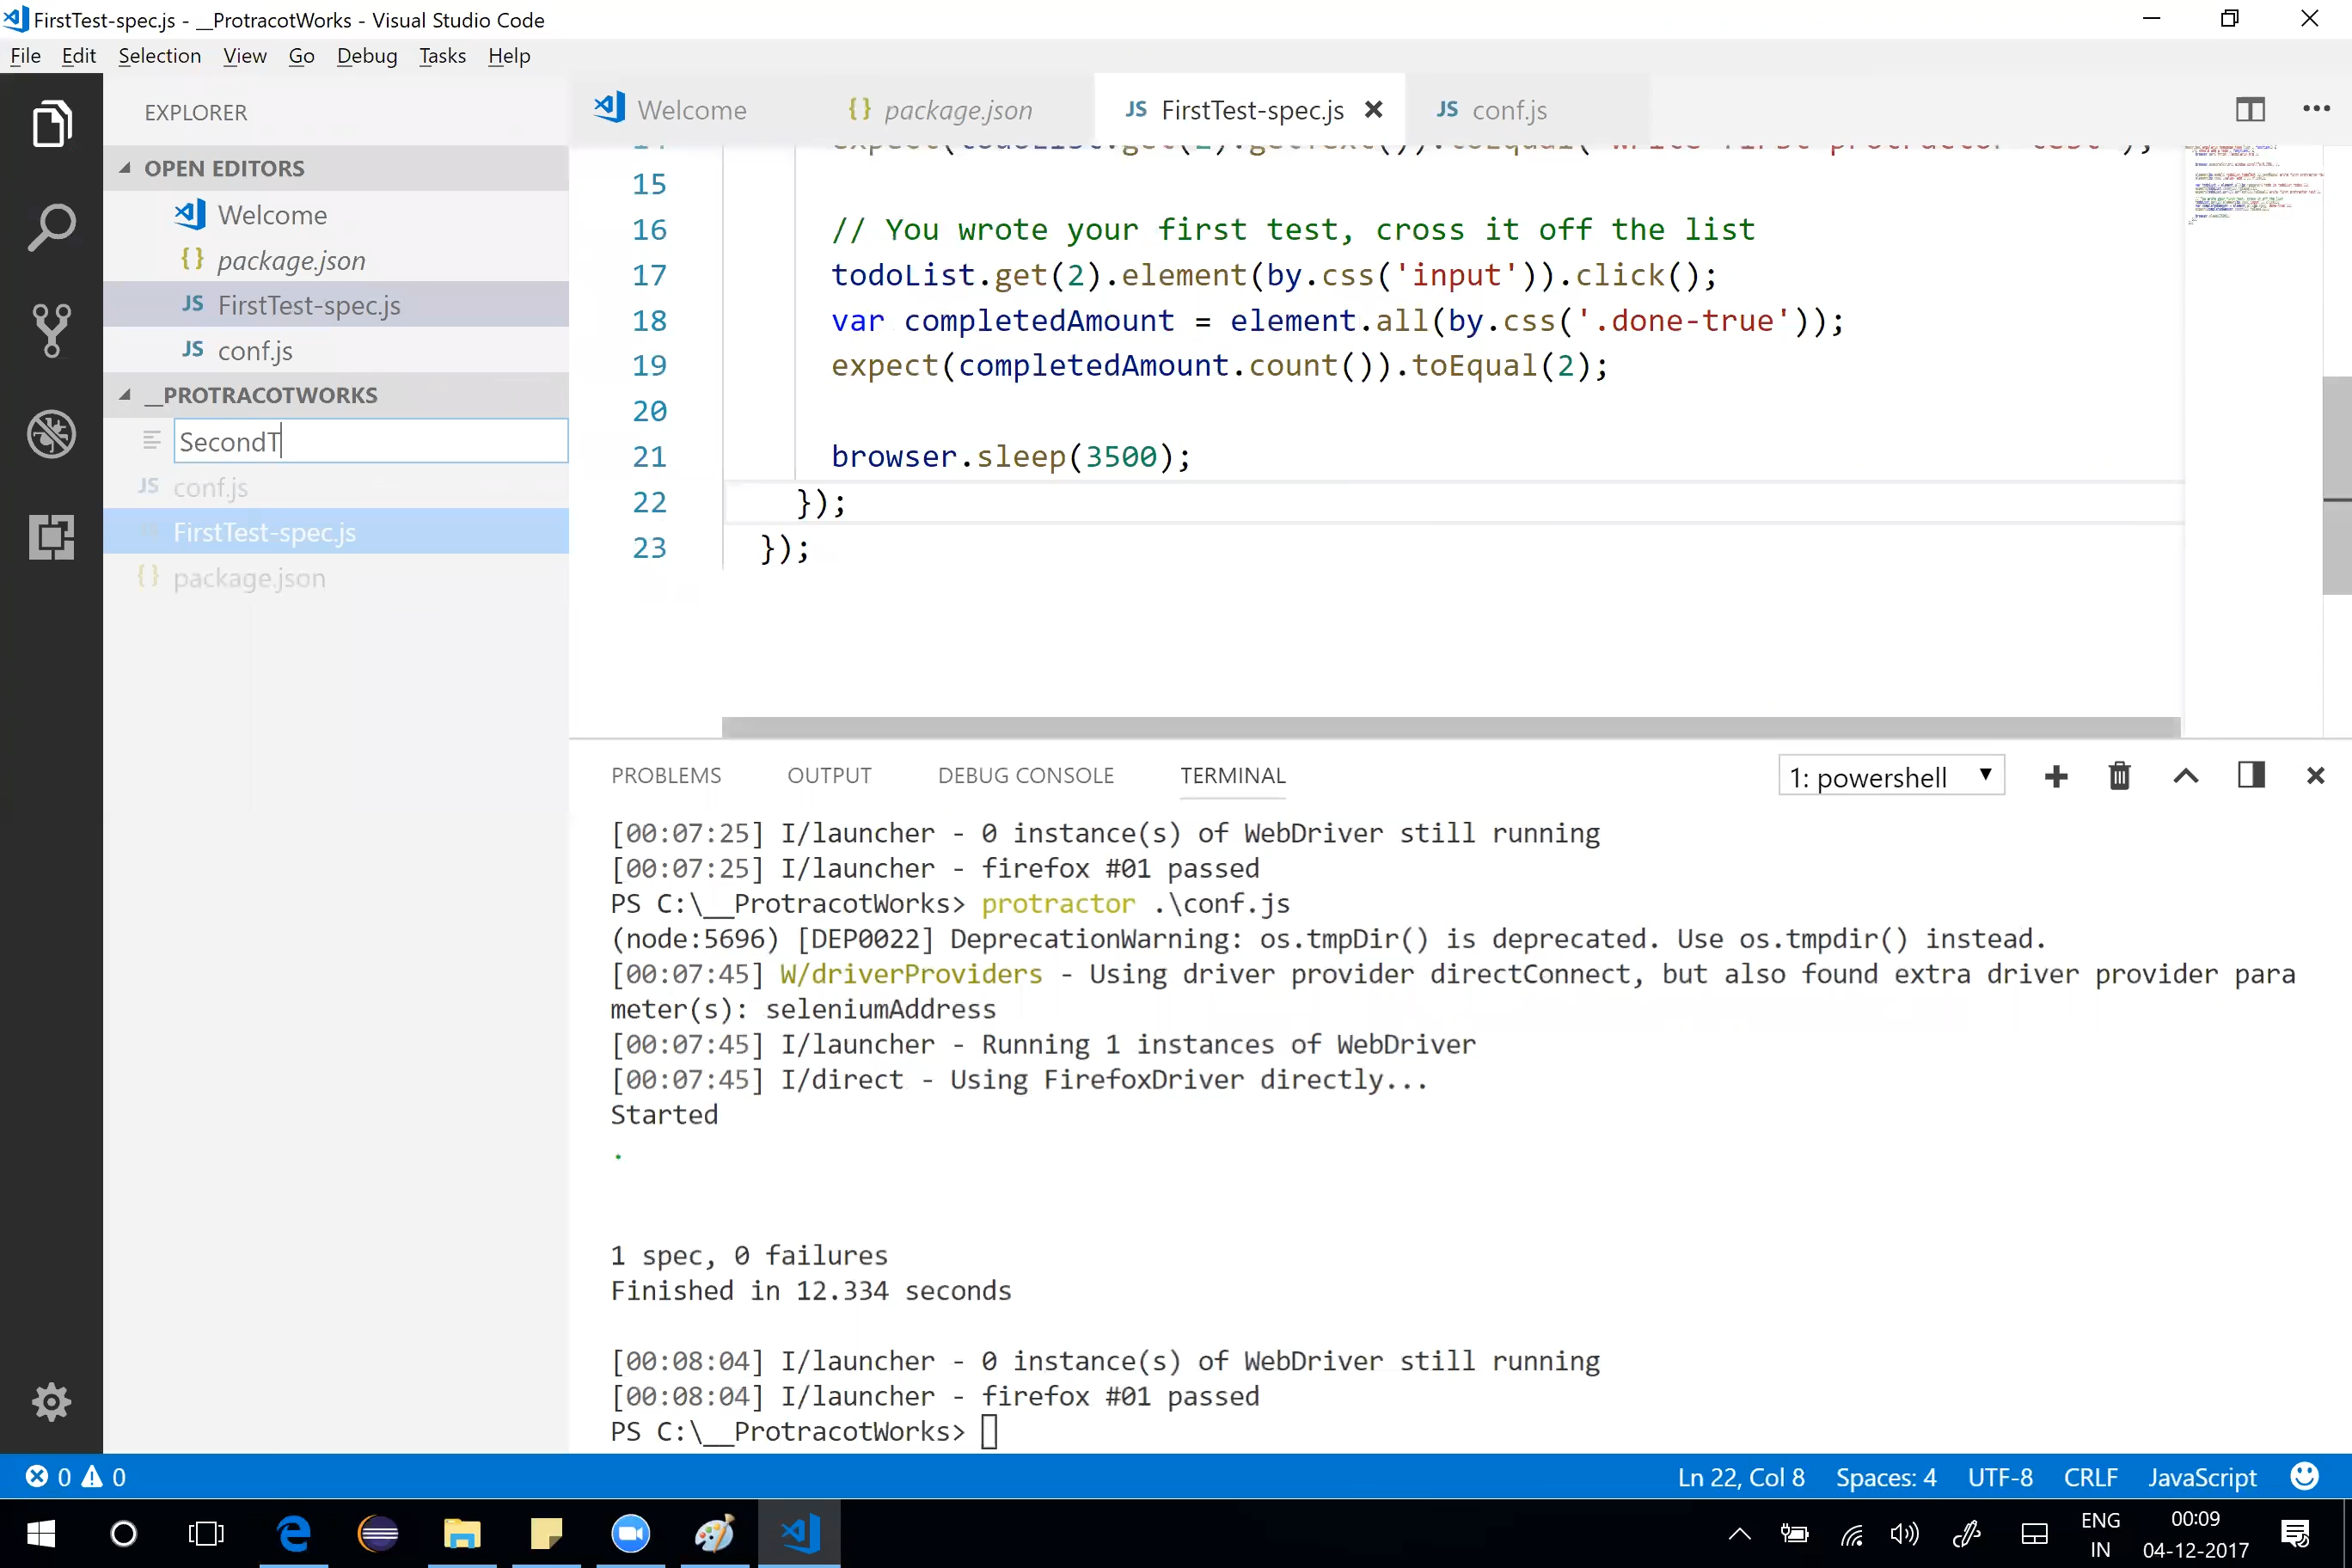 FirstTest-spec.js - __ProtracotWorks - Visual Studio Code
File Edit Selection View Go Debug Tasks Help
EXPLORER
OPEN EDITORS
Welcome
{} package.json
JS FirstTest-spec.js
JS conf.js
__PROTRACOTWORKS
SecondT
JS conf.js
FirstTest-spec.js
{} package.json
Welcome {} package.json JS FirstTest-spec.js JS conf.js
expect(todoList.get(2).getText()).toEqual('write first protractor test');
15
16 // You wrote your first test, cross it off the list
17 todoList.get(2).element(by.css('input')).click();
18 var completedAmount = element.all(by.css('.done-true'));
19 expect(completedAmount.count()).toEqual(2);
20
21 browser.sleep(3500);
22 });
23 });
PROBLEMS OUTPUT DEBUG CONSOLE TERMINAL 1: powershell
[00:07:25] I/launcher - 0 instance(s) of WebDriver still running
[00:07:25] I/launcher - firefox #01 passed
PS C:\__ProtracotWorks> protractor .\conf.js
(node:5696) [DEP0022] DeprecationWarning: os.tmpDir() is deprecated. Use os.tmpdir() instead.
[00:07:45] W/driverProviders - Using driver provider directConnect, but also found extra driver provider para
meter(s): seleniumAddress
[00:07:45] I/launcher - Running 1 instances of WebDriver
[00:07:45] I/direct - Using FirefoxDriver directly...
Started
.
1 spec, 0 failures
Finished in 12.334 seconds
[00:08:04] I/launcher - 0 instance(s) of WebDriver still running
[00:08:04] I/launcher - firefox #01 passed
PS C:\__ProtracotWorks>
0 0 Ln 22, Col 8 Spaces: 4 UTF-8 CRLF JavaScript
ENG
IN
00:09
04-12-2017